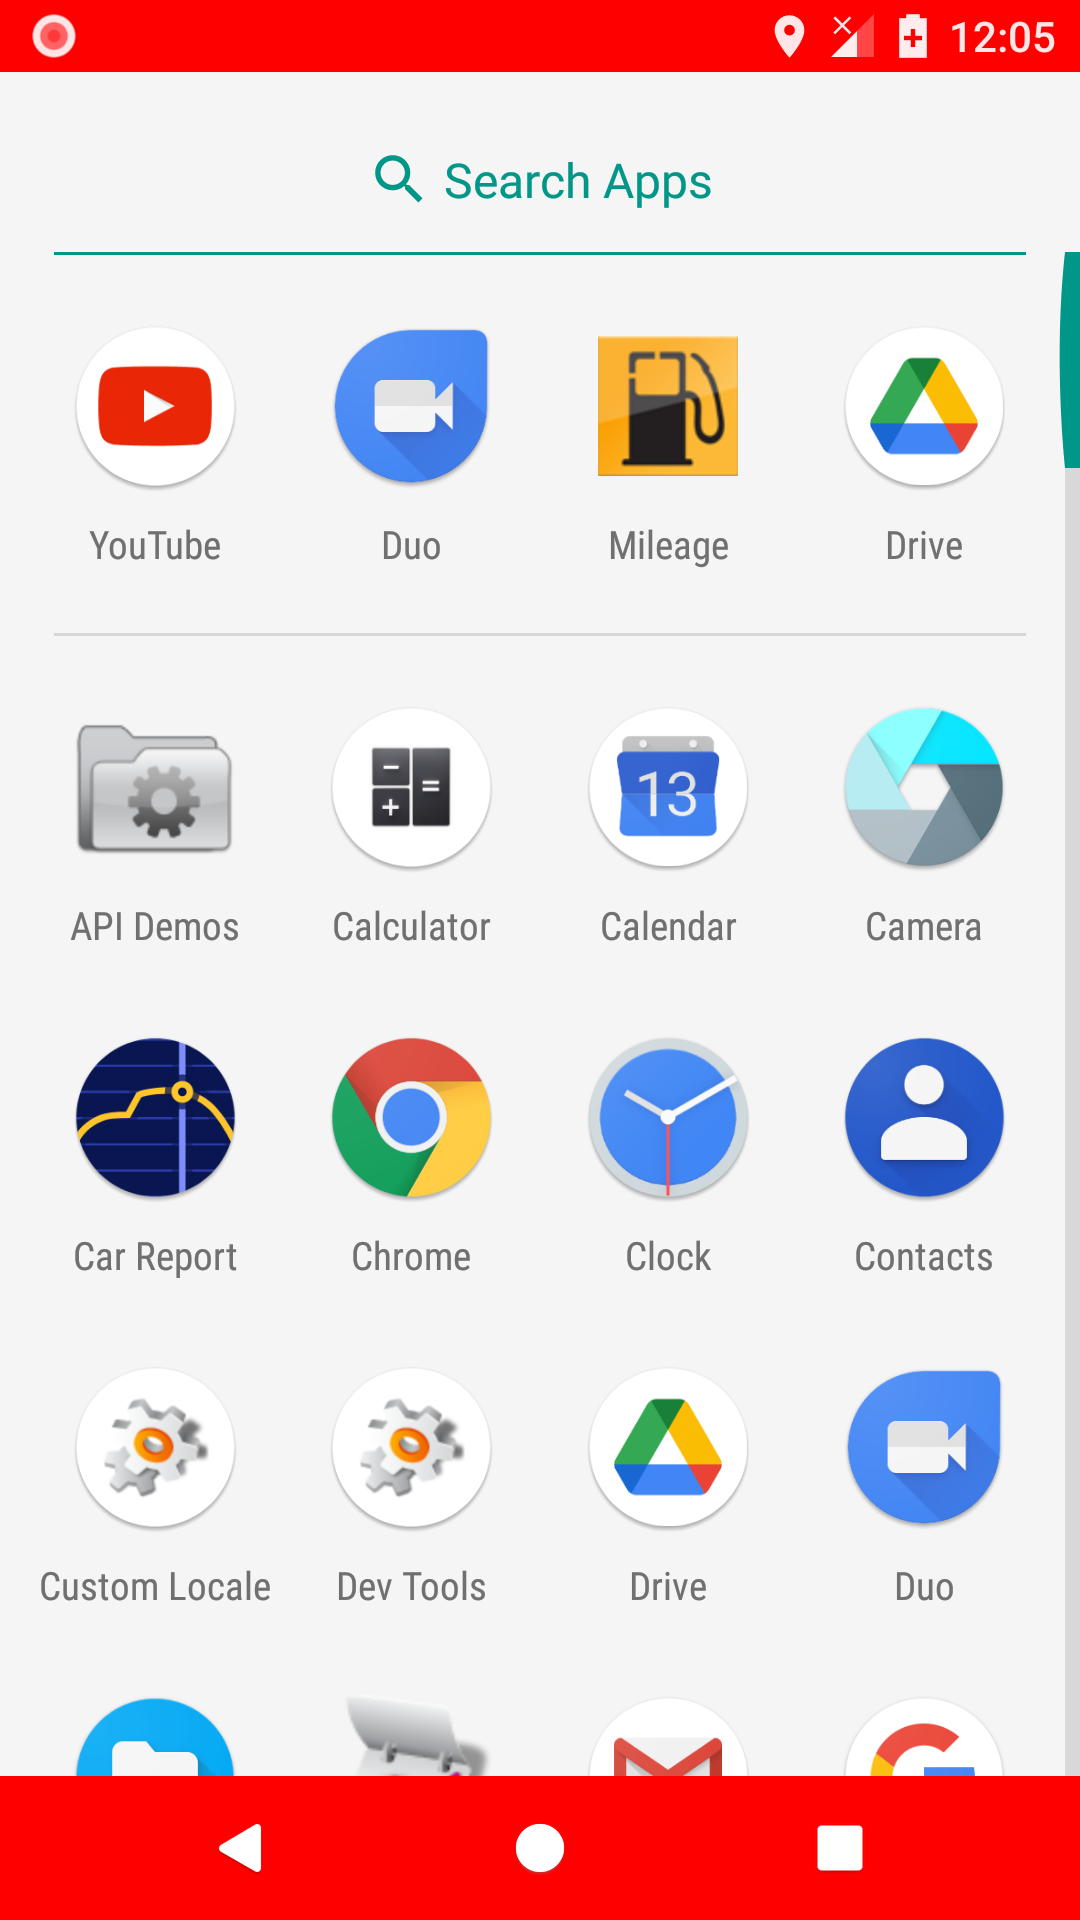 12:05
Search Apps
YouTube Duo Mileage Drive
13
API Demos Calculator Calendar Camera
Car Report Chrome Clock Contacts
Custom Locale Dev Tools Drive Duo